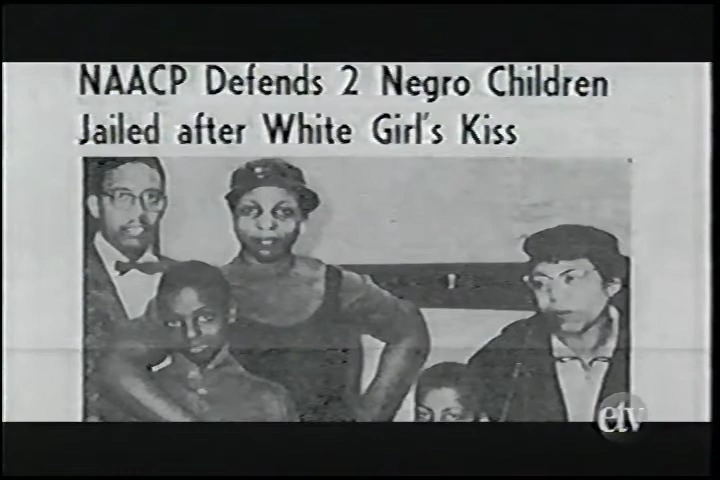 NAACP Defends 2 Negro Children
Jailed after White Girl's Kiss
etv